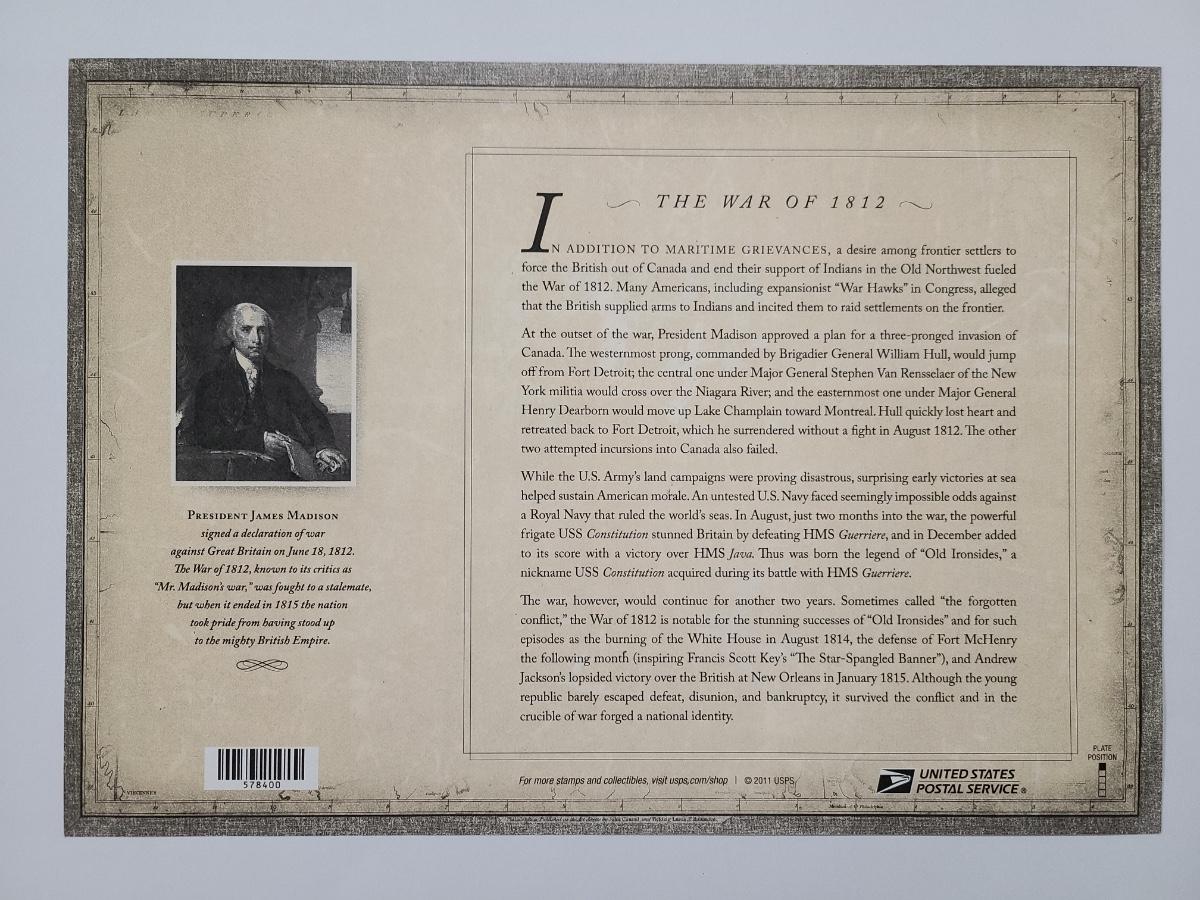 THE WAR OF 1812
IN ADDITION TO MARITIME GRIEVANCES, a desire among frontier settlers to
force the British out of Canada and end their support of Indians in the Old Northwest fueled
the War of 1812. Many Americans, including expansionist “War Hawks” in Congress, alleged
that the British supplied arms to Indians and incited them to raid settlements on the frontier.
At the outset of the war, President Madison approved a plan for a three-pronged invasion of
Canada. The westernmost prong, commanded by Brigadier General William Hull, would jump
off from Fort Detroit; the central one under Major General Stephen Van Rensselaer of the New
York militia would cross over the Niagara River; and the easternmost one under Major General
Henry Dearborn would move up Lake Champlain toward Montreal. Hull quickly lost heart and
retreated back to Fort Detroit, which he surrendered without a fight in August 1812. The other
two attempted incursions into Canada also failed.
While the U.S. Army’s land campaigns were proving disastrous, surprising early victories at sea
helped sustain American morale. An untested U.S. Navy faced seemingly impossible odds against
a Royal Navy that ruled the world’s seas. In August, just two months into the war, the powerful
frigate USS Constitution stunned Britain by defeating HMS Guerriere, and in December added
to its score with a victory over HMS Java. Thus was born the legend of “Old Ironsides,” a
nickname USS Constitution acquired during its battle with HMS Guerriere.
The war, however, would continue for another two years. Sometimes called “the forgotten
conflict,” the War of 1812 is notable for the stunning successes of “Old Ironsides” and for such
episodes as the burning of the White House in August 1814, the defense of Fort McHenry
the following month (inspiring Francis Scott Key’s “The Star-Spangled Banner”), and Andrew
Jackson’s lopsided victory over the British at New Orleans in January 1815. Although the young
republic barely escaped defeat, disunion, and bankruptcy, it survived the conflict and in the
crucible of war forged a national identity.
PRESIDENT JAMES MADISON
signed a declaration of war
against Great Britain on June 18, 1812.
The War of 1812, known to its critics as
“Mr. Madison’s war,” was fought to a stalemate,
but when it ended in 1815 the nation
took pride from having stood up
to the mighty British Empire.
578400
VINCENNES
For more stamps and collectibles, visit usps.com/shop | © 2011 USPS
UNITED STATES
POSTAL SERVICE®
PLATE
POSITION